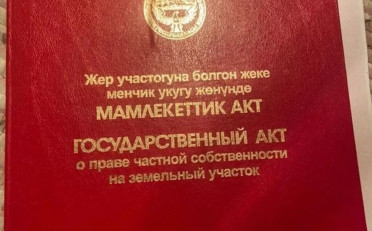 Жер участогуна болгон жеке
менчик укугу жөнүндө
МАМЛЕКЕТТИК АКТ
ГОСУДАРСТВЕННЫЙ АКТ
о праве частной собственности
на земельный участок